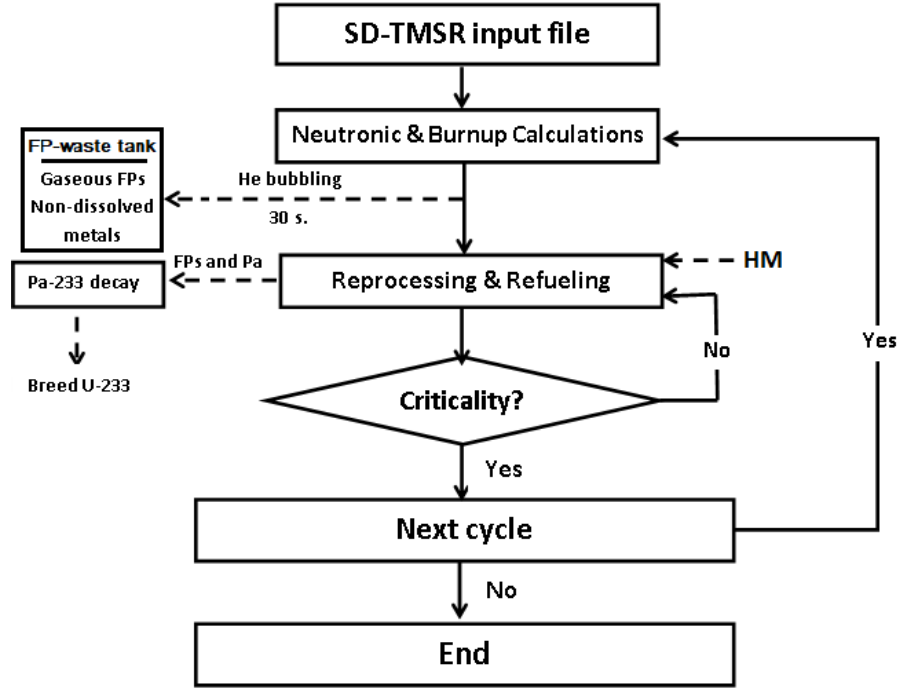 SD-TMSR input file
Neutronic & Burnup Calculations
FP-waste tank
Gaseous FPs
Non-dissolved
metals
He bubbling
30 s.
FPs and Pa
Reprocessing & Refueling
HM
Pa-233 decay
Breed U-233
No
Yes
Criticality?
Yes
Next cycle
No
End